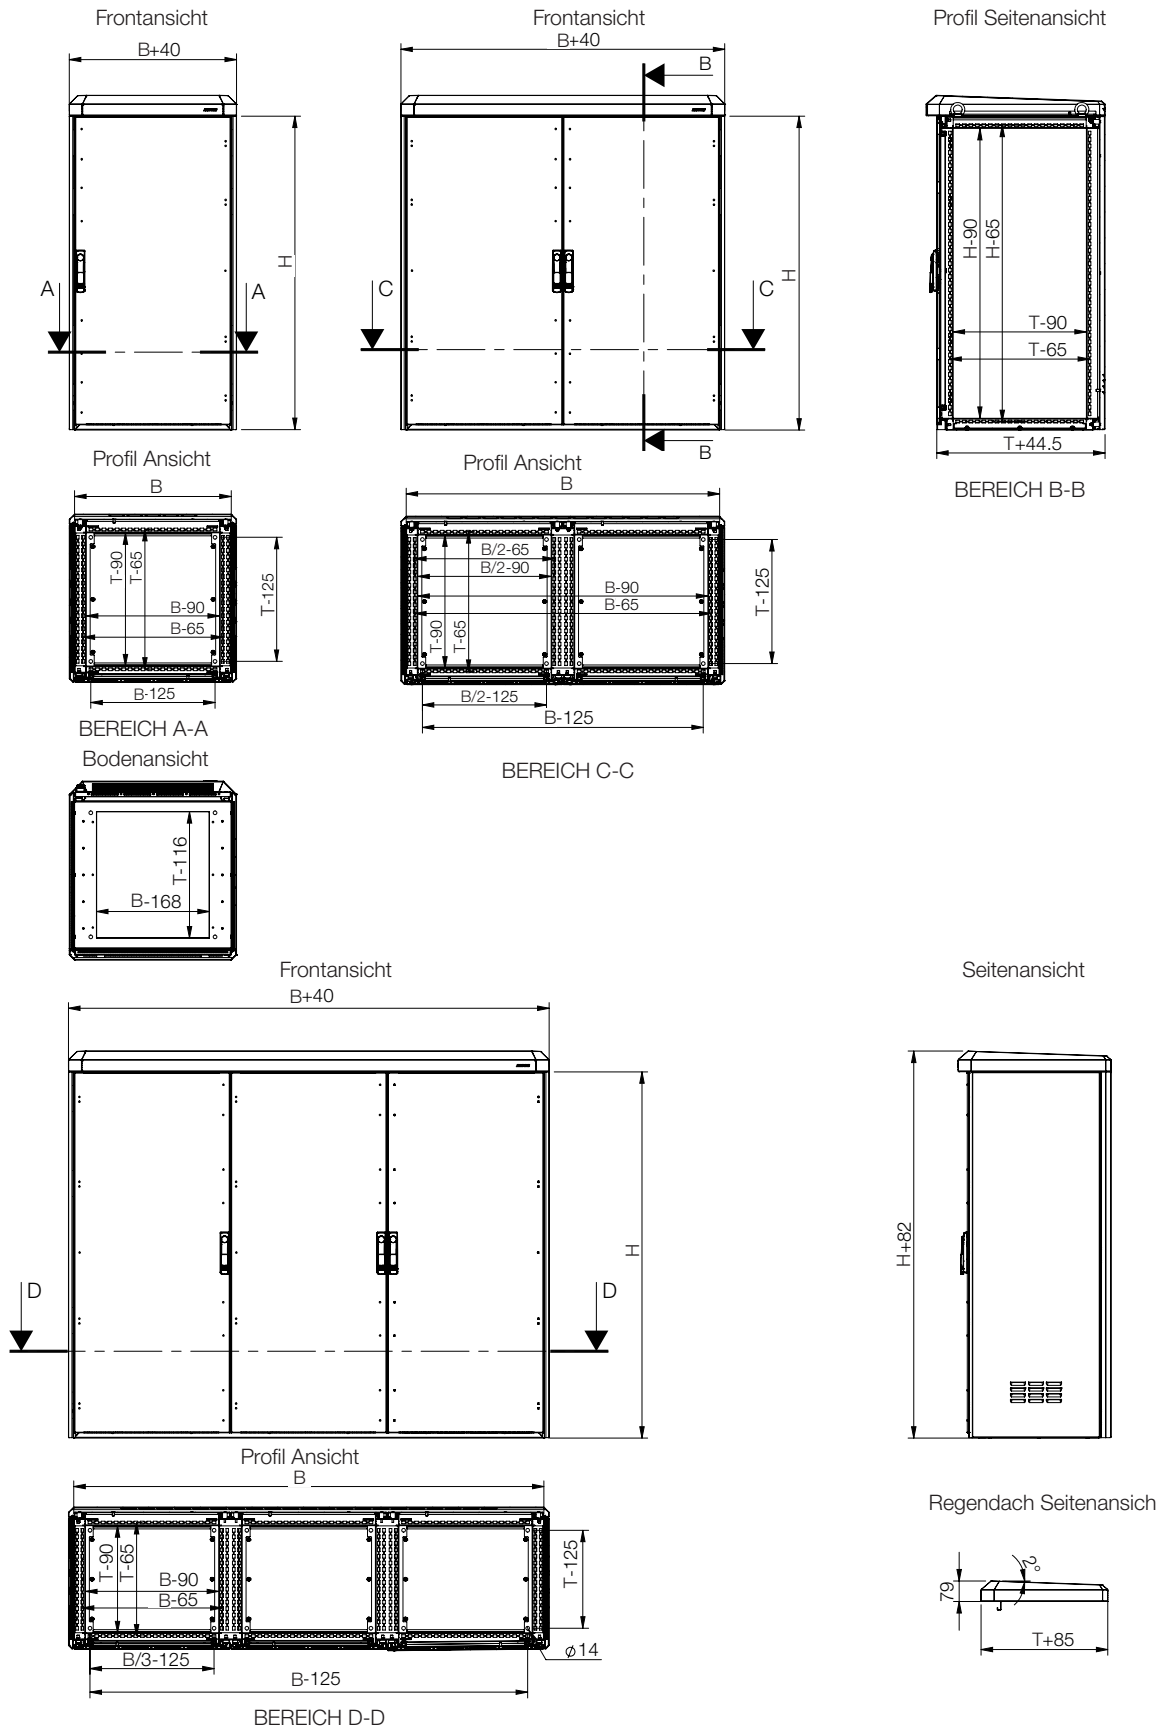 Frontansicht
B+40
H
A
A
Frontansicht
B+40
B
H
C
C
B
Profil Seitenansicht
H-90
H-65
T-90
T-65
T+44.5
BEREICH B-B
Profil Ansicht
B
T-90
T-65
B-90
B-65
T-125
B-125
BEREICH A-A
Profil Ansicht
B
B/2-65
B/2-90
B-90
B-65
T-90
T-65
T-125
B/2-125
B-125
BEREICH C-C
Bodenansicht
T-116
B-168
Frontansicht
B+40
H
D
D
Seitenansicht
H+82
Profil Ansicht
B
T-90
T-65
B-90
B-65
T-125
B/3-125
ϕ14
B-125
BEREICH D-D
Regendach Seitenansich
2°
79
T+85